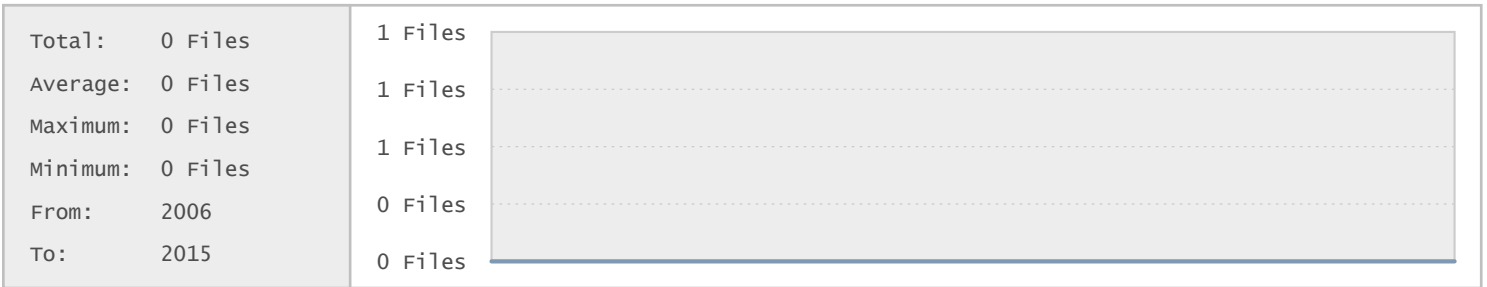 Total: 0 Files
Average: 0 Files
Maximum: 0 Files
Minimum: 0 Files
From: 2006
To: 2015
1 Files
1 Files
1 Files
0 Files
0 Files